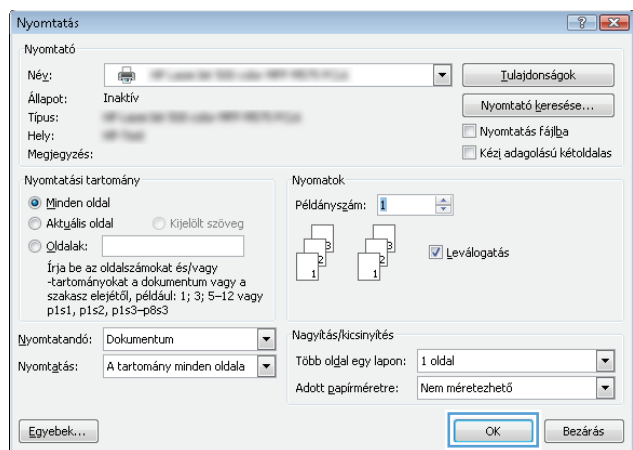 Nyomtatás
Nyomtató
Név:
Tulajdonságok
Állapot: Inaktív
Nyomtató keresése...
Típus:
Hely:
Nyomtatás fájlba
Megjegyzés:
Kézi adagolású kétoldalas
Nyomtatási tartomány
Minden oldal
Aktuális oldal
Kijelölt szöveg
Oldalak:
Írja be az oldalszámokat és/vagy
-tartományokat a dokumentum vagy a
szakasz elejétől, például: 1; 3; 5–12 vagy
p1s1, p1s2, p1s3–p8s3
Nyomatok
Példányszám: 1
3 3
2 2
1 1
Leválogatás
Nyomtatandó: Dokumentum
Nyomtatás: A tartomány minden oldala
Nagyítás/kicsinyítés
Több oldal egy lapon: 1 oldal
Adott papírméretre: Nem méretezhető
Egyebek...
OK
Bezárás